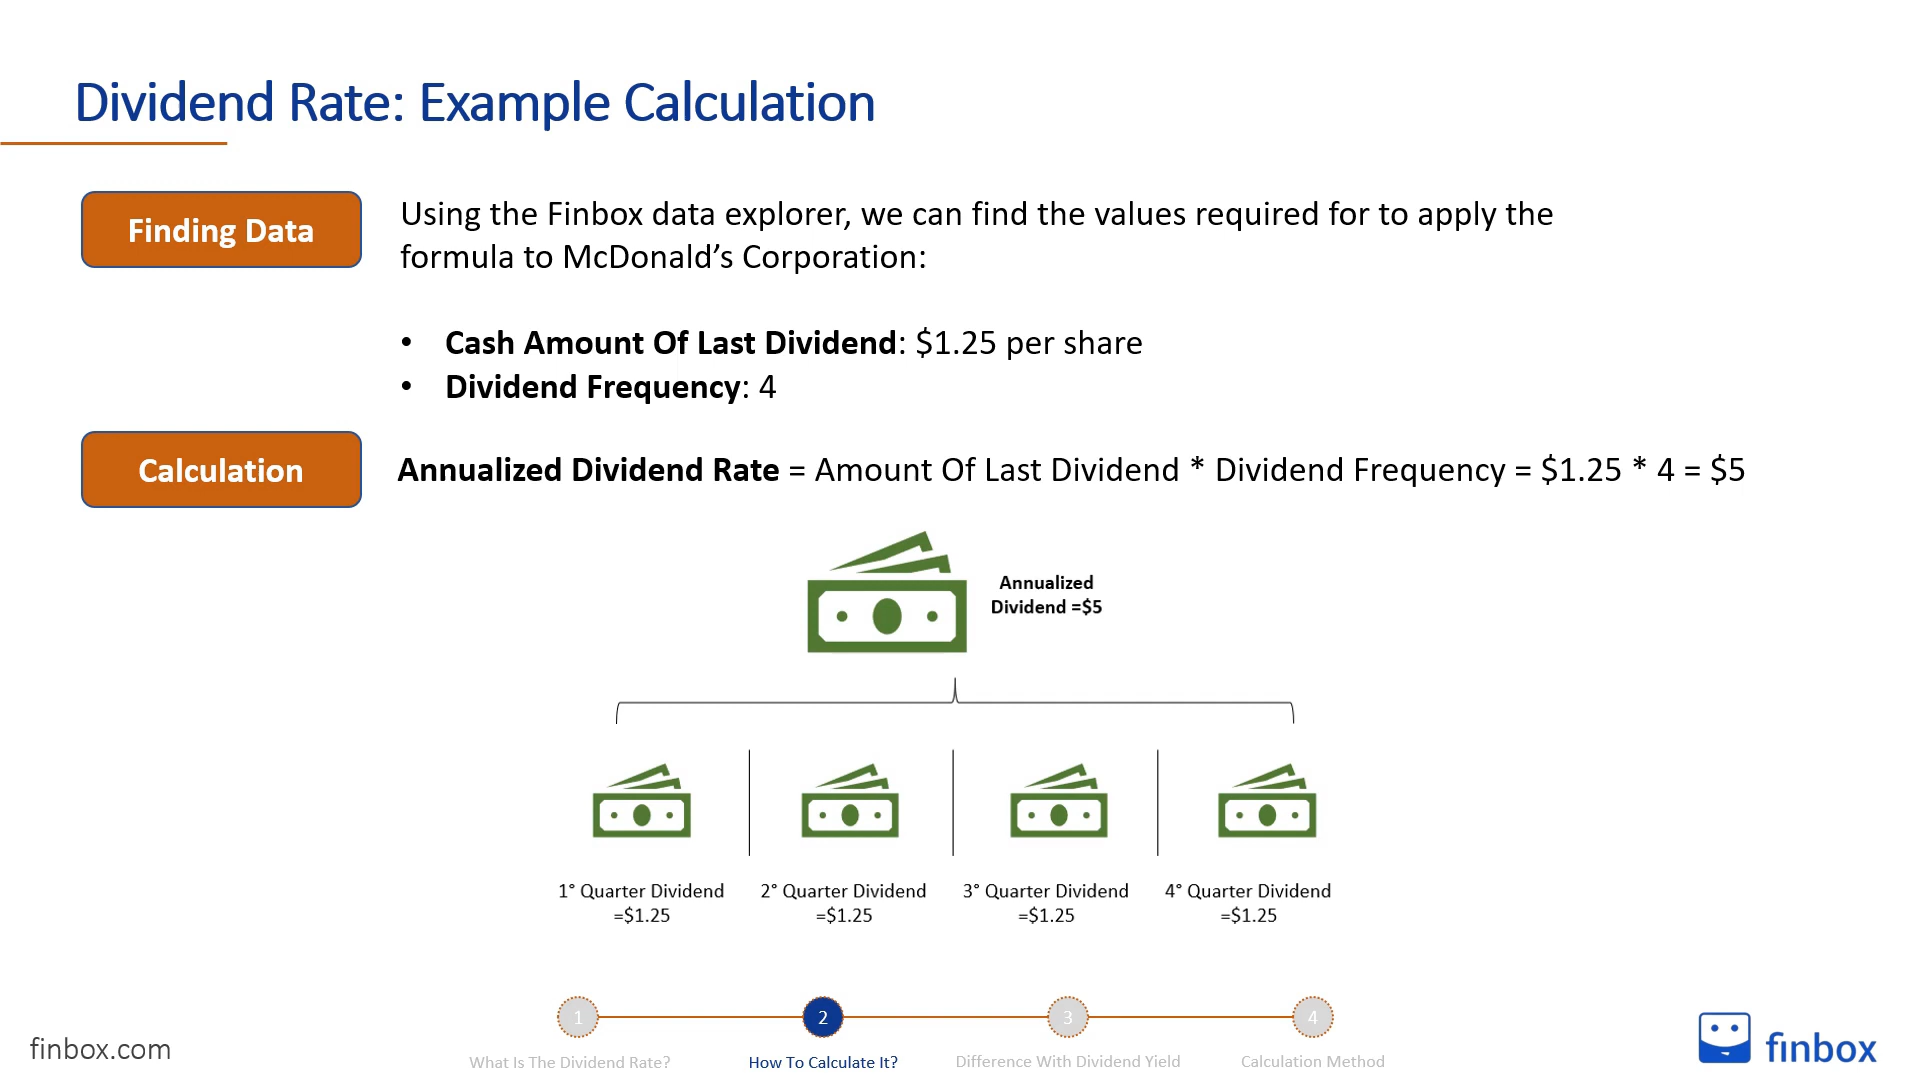 Dividend Rate: Example Calculation
Finding Data
Using the Finbox data explorer, we can find the values required for to apply the
formula to McDonald’s Corporation:
• Cash Amount Of Last Dividend: $1.25 per share
• Dividend Frequency: 4
Calculation
Annualized Dividend Rate = Amount Of Last Dividend * Dividend Frequency = $1.25 * 4 = $5
Annualized
Dividend =$5
1° Quarter Dividend
=$1.25
2° Quarter Dividend
=$1.25
3° Quarter Dividend
=$1.25
4° Quarter Dividend
=$1.25
1
What Is The Dividend Rate?
2
How To Calculate It?
3
Difference With Dividend Yield
4
Calculation Method
finbox.com
finbox